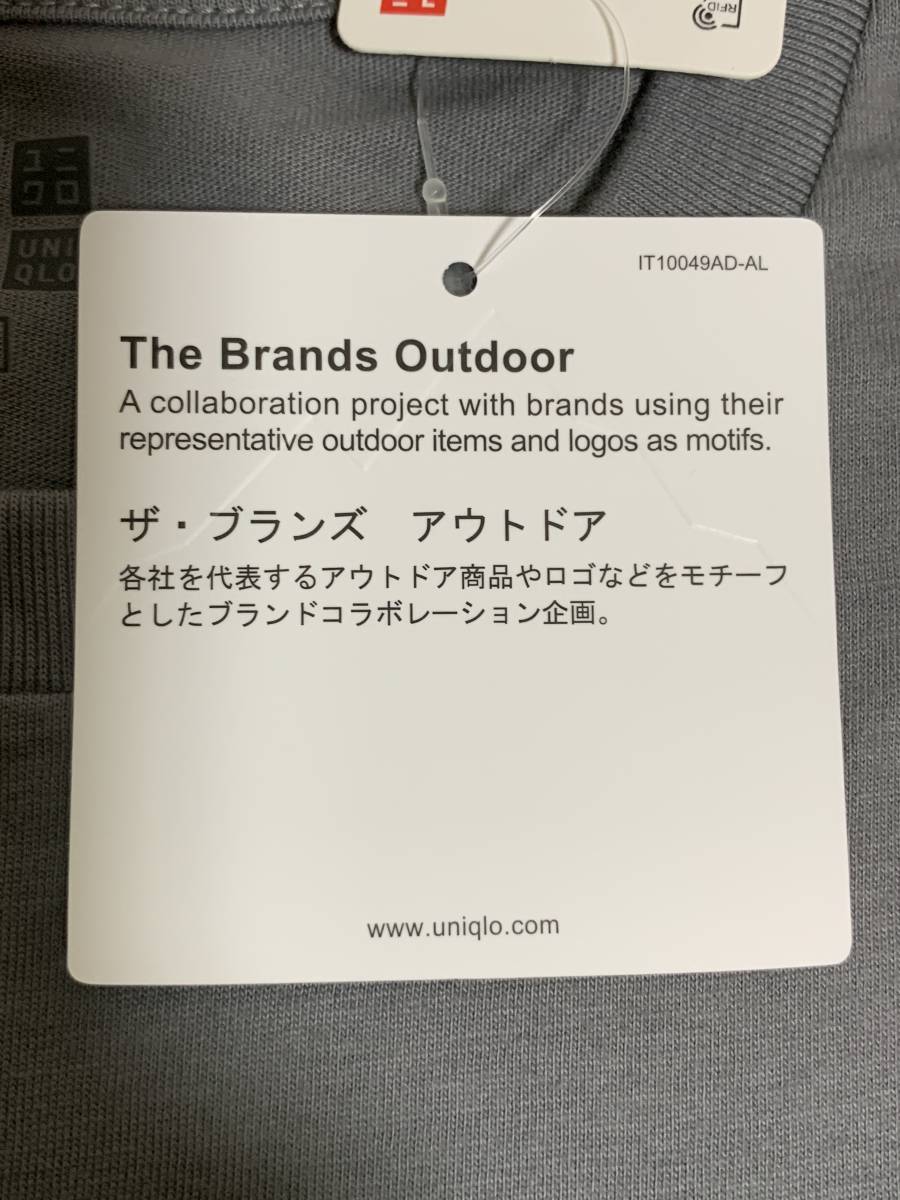 RFID
ユニ
クロ
UNI
QLO
IT10049AD-AL
The Brands Outdoor
A collaboration project with brands using their
representative outdoor items and logos as motifs.
ザ・ブランズ　アウトドア
各社を代表するアウトドア商品やロゴなどをモチーフ
としたブランドコラボレーション企画。
www.uniqlo.com